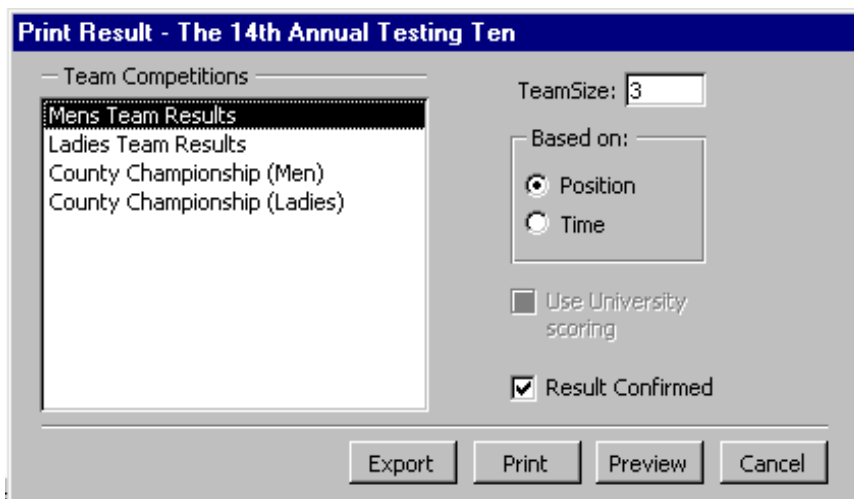 Print Result - The 14th Annual Testing Ten
Team Competitions
Mens Team Results
Ladies Team Results
County Championship (Men)
County Championship (Ladies)
TeamSize: 3
Based on:
Position
Time
Use University
scoring
Result Confirmed
Export Print Preview Cancel